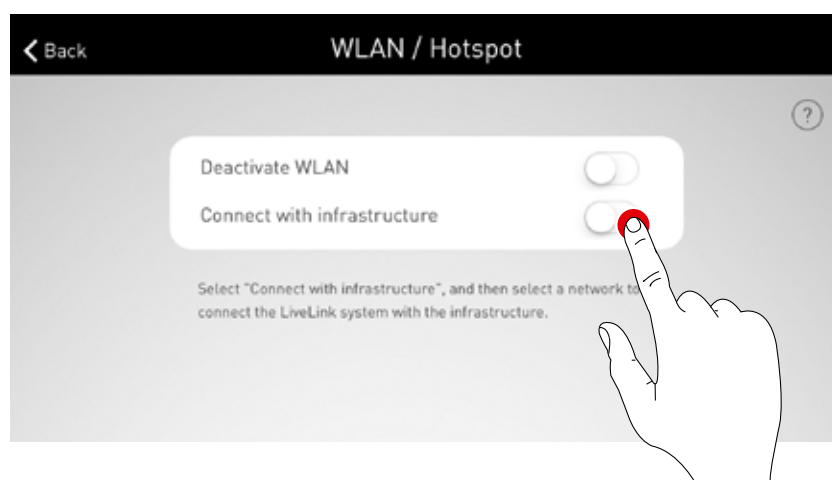 Back
WLAN / Hotspot
?
Deactivate WLAN
Connect with infrastructure
Select "Connect with infrastructure", and then select a network to
connect the LiveLink system with the infrastructure.